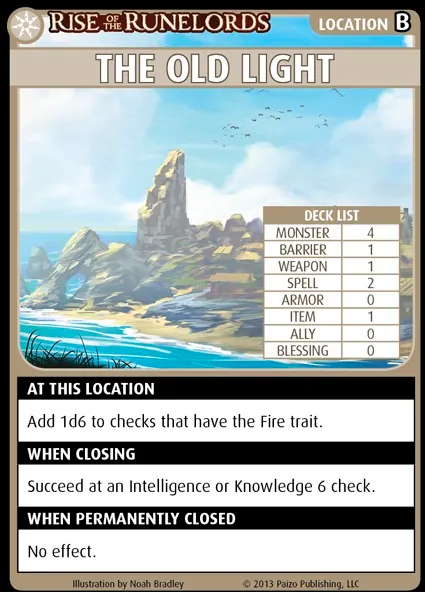 RISE OF THE RUNELORDS LOCATION B
THE OLD LIGHT
DECK LIST
MONSTER 4
BARRIER 1
WEAPON 1
SPELL 2
ARMOR 0
ITEM 1
ALLY 0
BLESSING 0
AT THIS LOCATION
Add 1d6 to checks that have the Fire trait.
WHEN CLOSING
Succeed at an Intelligence or Knowledge 6 check.
WHEN PERMANENTLY CLOSED
No effect.
Illustration by Noah Bradley © 2013 Paizo Publishing, LLC